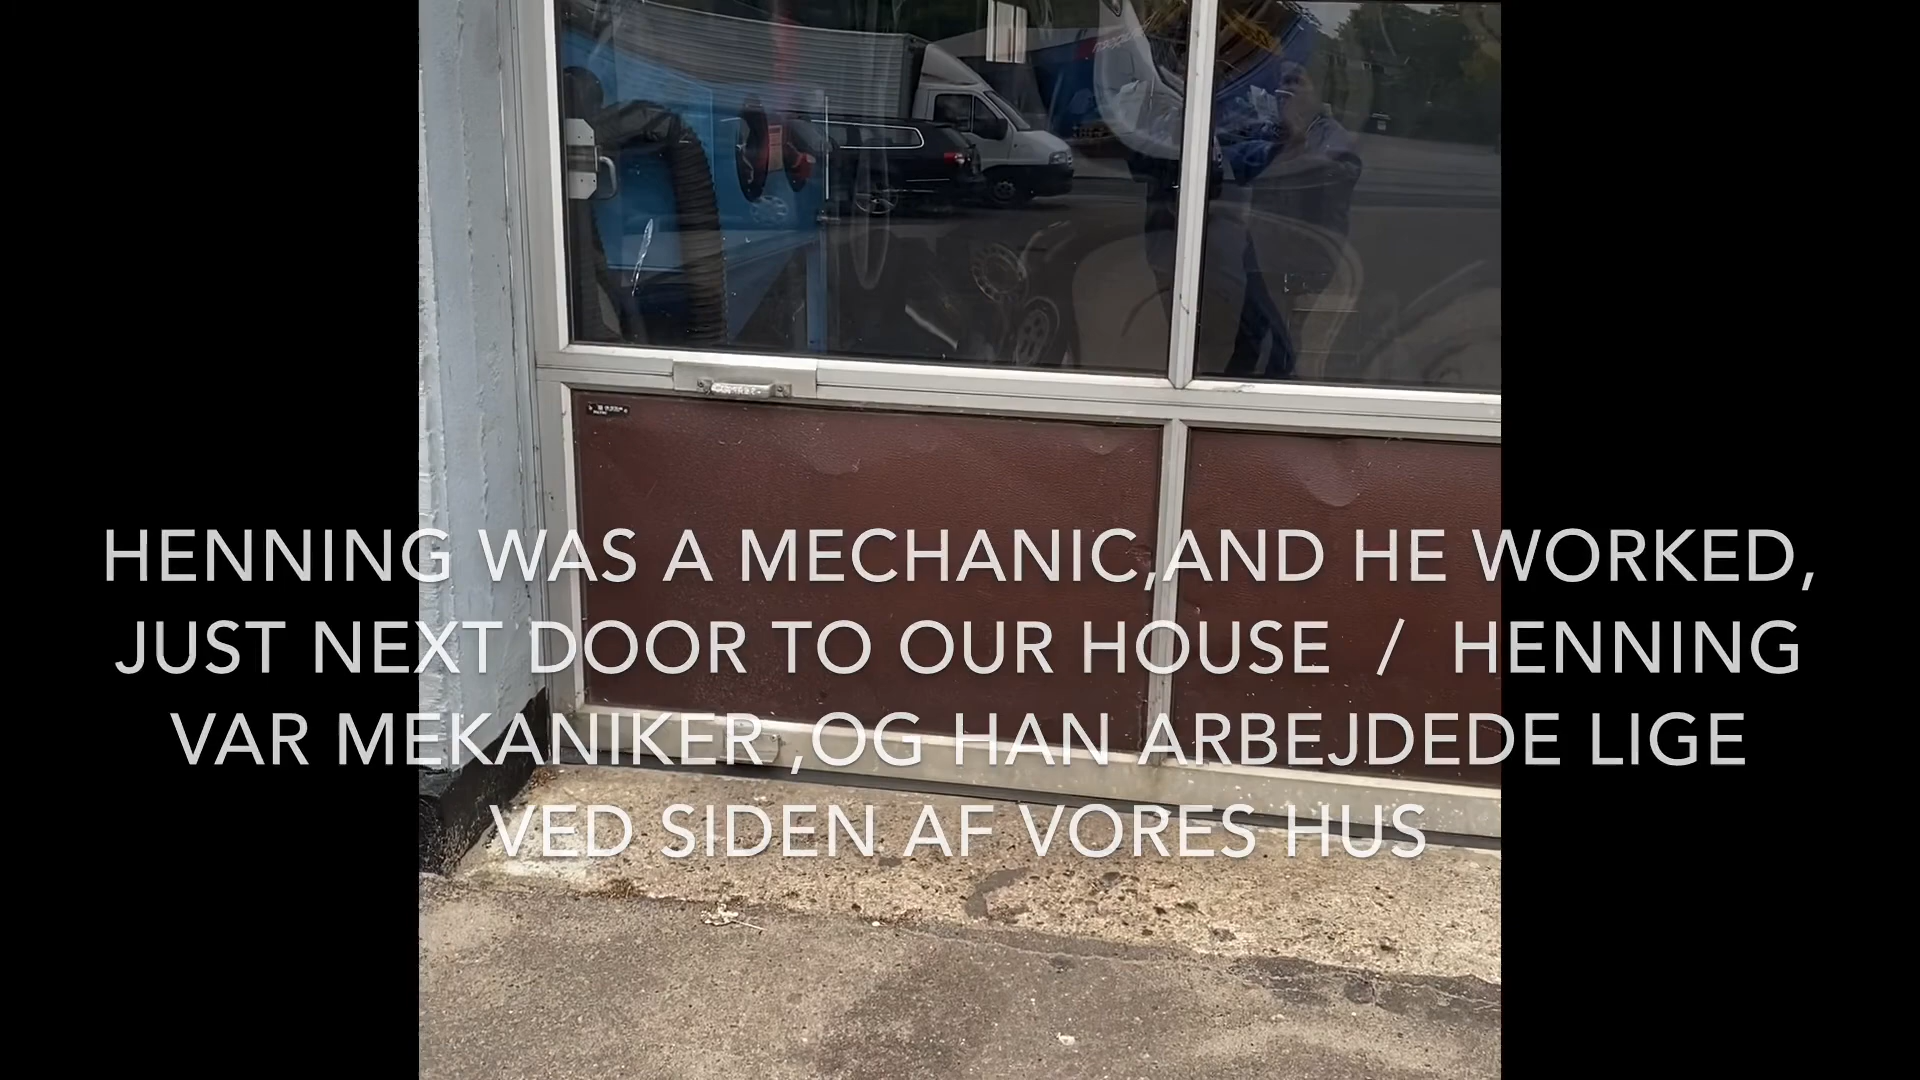 HENNING WAS A MECHANIC,AND HE WORKED,
JUST NEXT DOOR TO OUR HOUSE / HENNING
VAR MEKANIKER ,OG HAN ARBEJDEDE LIGE
VED SIDEN AF VORES HUS